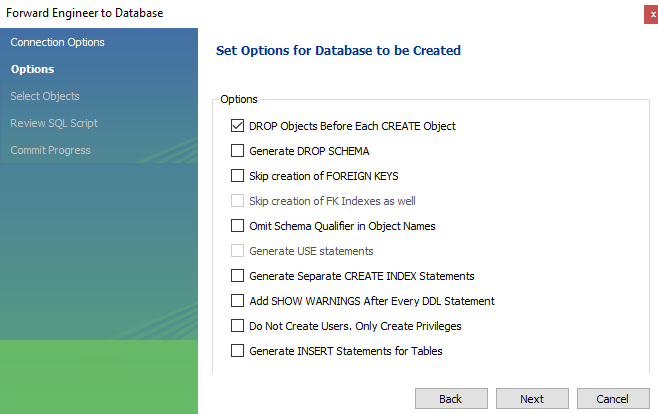 Forward Engineer to Database
x
Connection Options
Options
Select Objects
Review SQL Script
Commit Progress
Set Options for Database to be Created
Options
DROP Objects Before Each CREATE Object
Generate DROP SCHEMA
Skip creation of FOREIGN KEYS
Skip creation of FK Indexes as well
Omit Schema Qualifier in Object Names
Generate USE statements
Generate Separate CREATE INDEX Statements
Add SHOW WARNINGS After Every DDL Statement
Do Not Create Users. Only Create Privileges
Generate INSERT Statements for Tables
Back Next Cancel